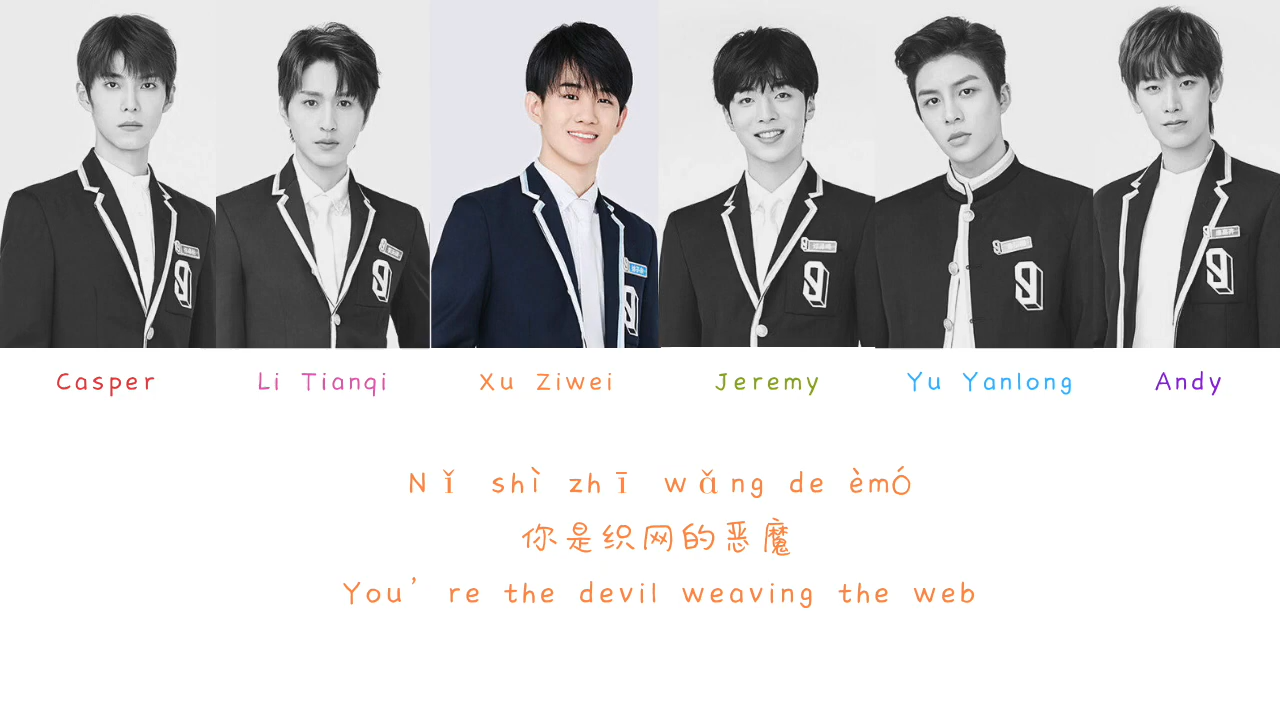 Casper Li Tianqi Xu Ziwei Jeremy Yu Yanlong Andy
Nǐ shì zhī wǎng de èmó
你是织网的恶魔
You're the devil weaving the web